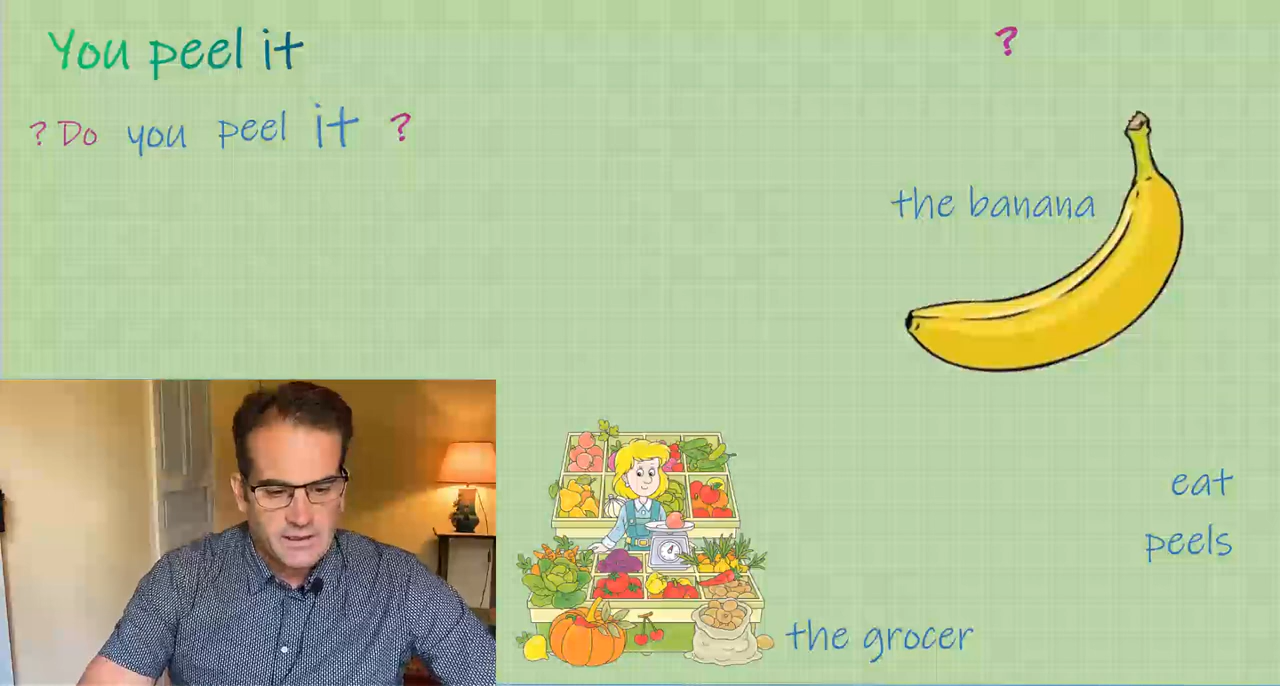 You peel it
?
? Do you peel it ?
the banana
eat
peels
the grocer